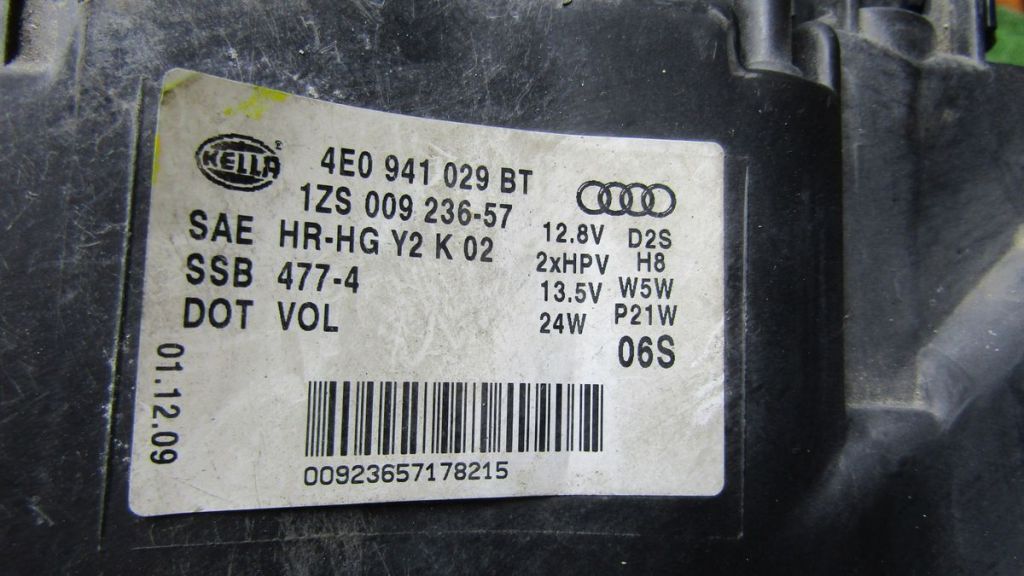 HELLA
4E0 941 029 BT
1ZS 009 236-57
SAE HR-HG Y2 K 02
SSB 477-4
DOT VOL
12.8V D2S
2xHPV H8
13.5V W5W
24W P21W
06S
01.12.09
00923657178215